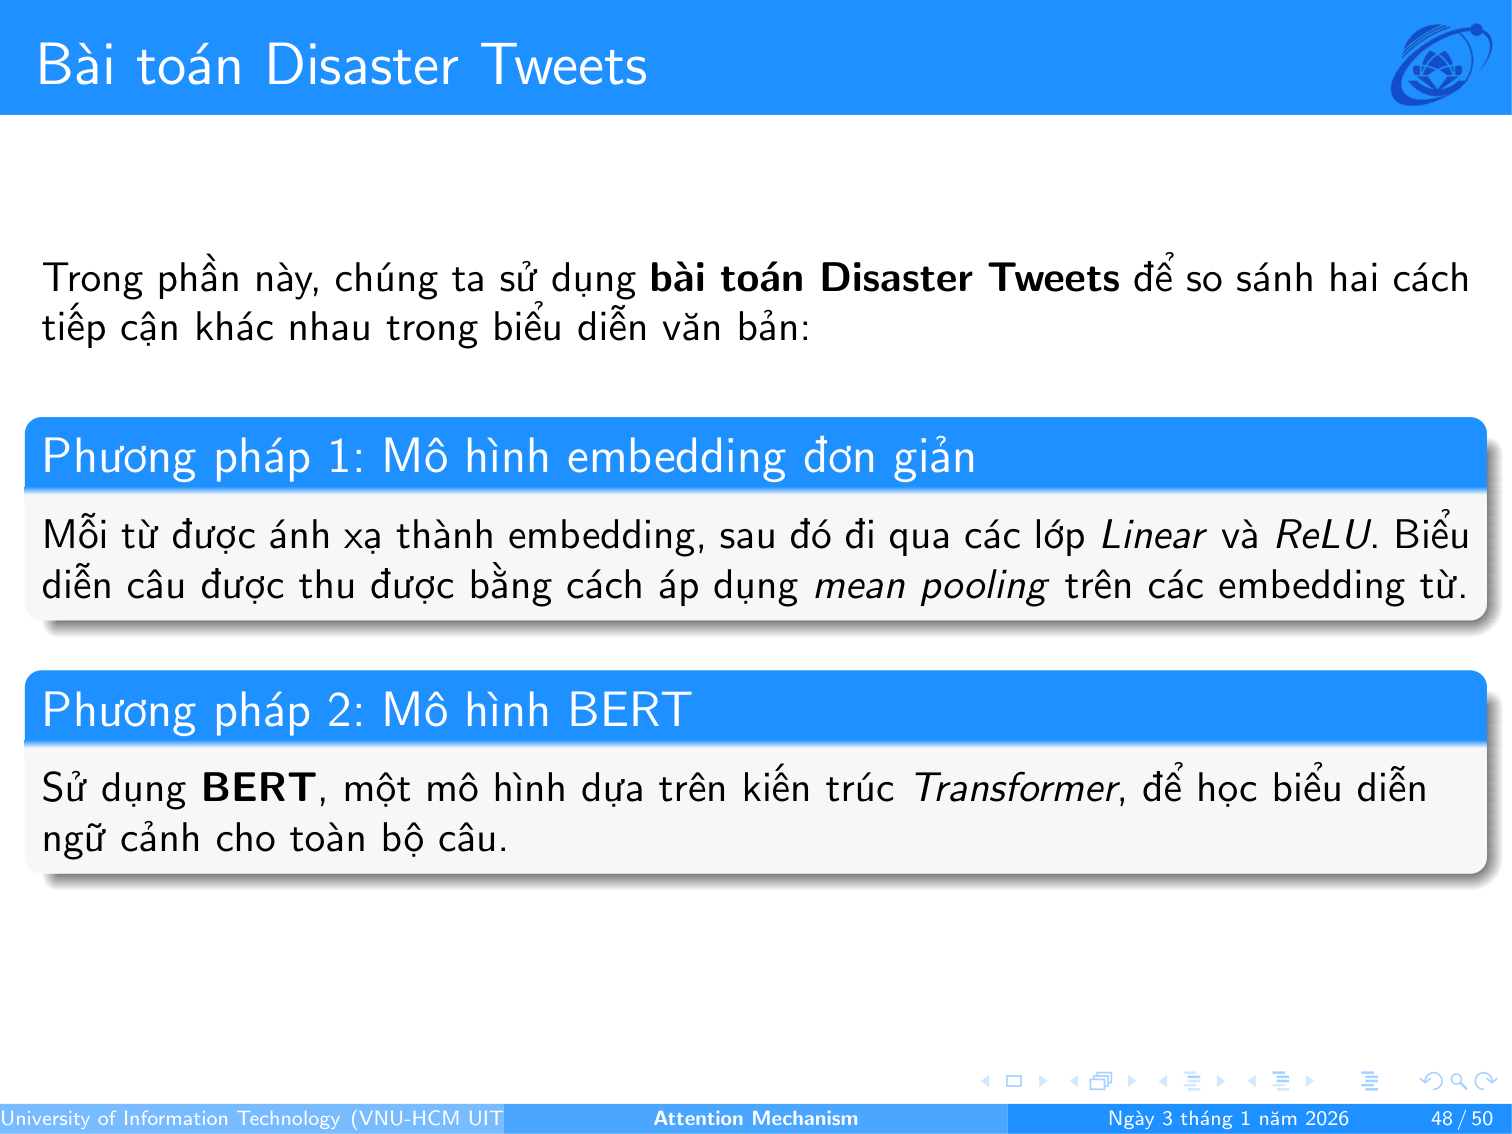 Bài toán Disaster Tweets
Trong phần này, chúng ta sử dụng bài toán Disaster Tweets để so sánh hai cách
tiếp cận khác nhau trong biểu diễn văn bản:
Phương pháp 1: Mô hình embedding đơn giản
Mỗi từ được ánh xạ thành embedding, sau đó đi qua các lớp Linear và ReLU. Biểu
diễn câu được thu được bằng cách áp dụng mean pooling trên các embedding từ.
Phương pháp 2: Mô hình BERT
Sử dụng BERT, một mô hình dựa trên kiến trúc Transformer, để học biểu diễn
ngữ cảnh cho toàn bộ câu.
University of Information Technology (VNU-HCM UIT
Attention Mechanism
Ngày 3 tháng 1 năm 2026
48 / 50